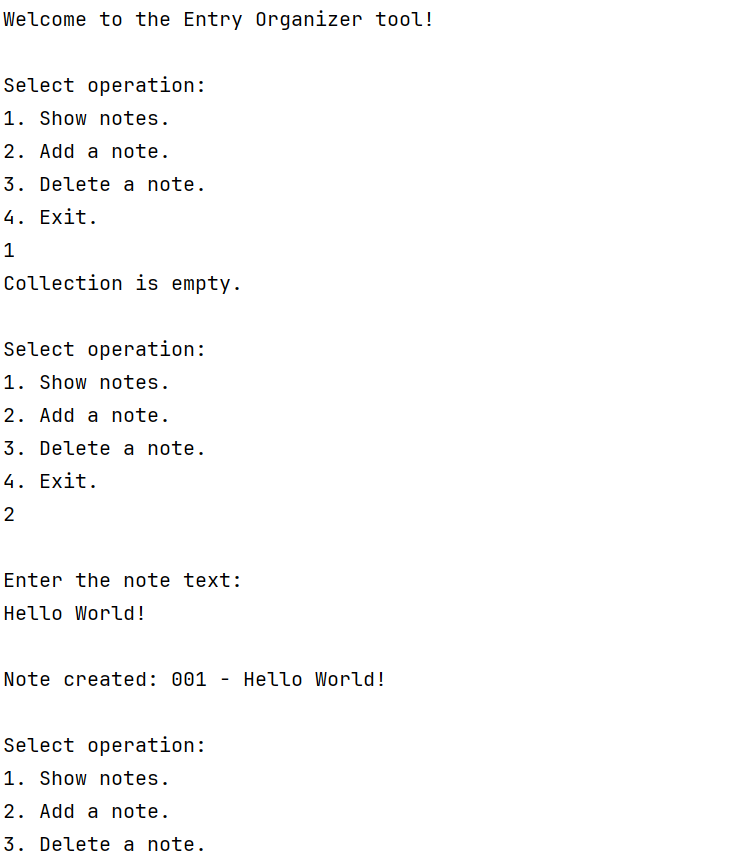 Welcome to the Entry Organizer tool!
Select operation:
1. Show notes.
2. Add a note.
3. Delete a note.
4. Exit.
1
Collection is empty.
Select operation:
1. Show notes.
2. Add a note.
3. Delete a note.
4. Exit.
2
Enter the note text:
Hello World!
Note created: 001 - Hello World!
Select operation:
1. Show notes.
2. Add a note.
3. Delete a note.